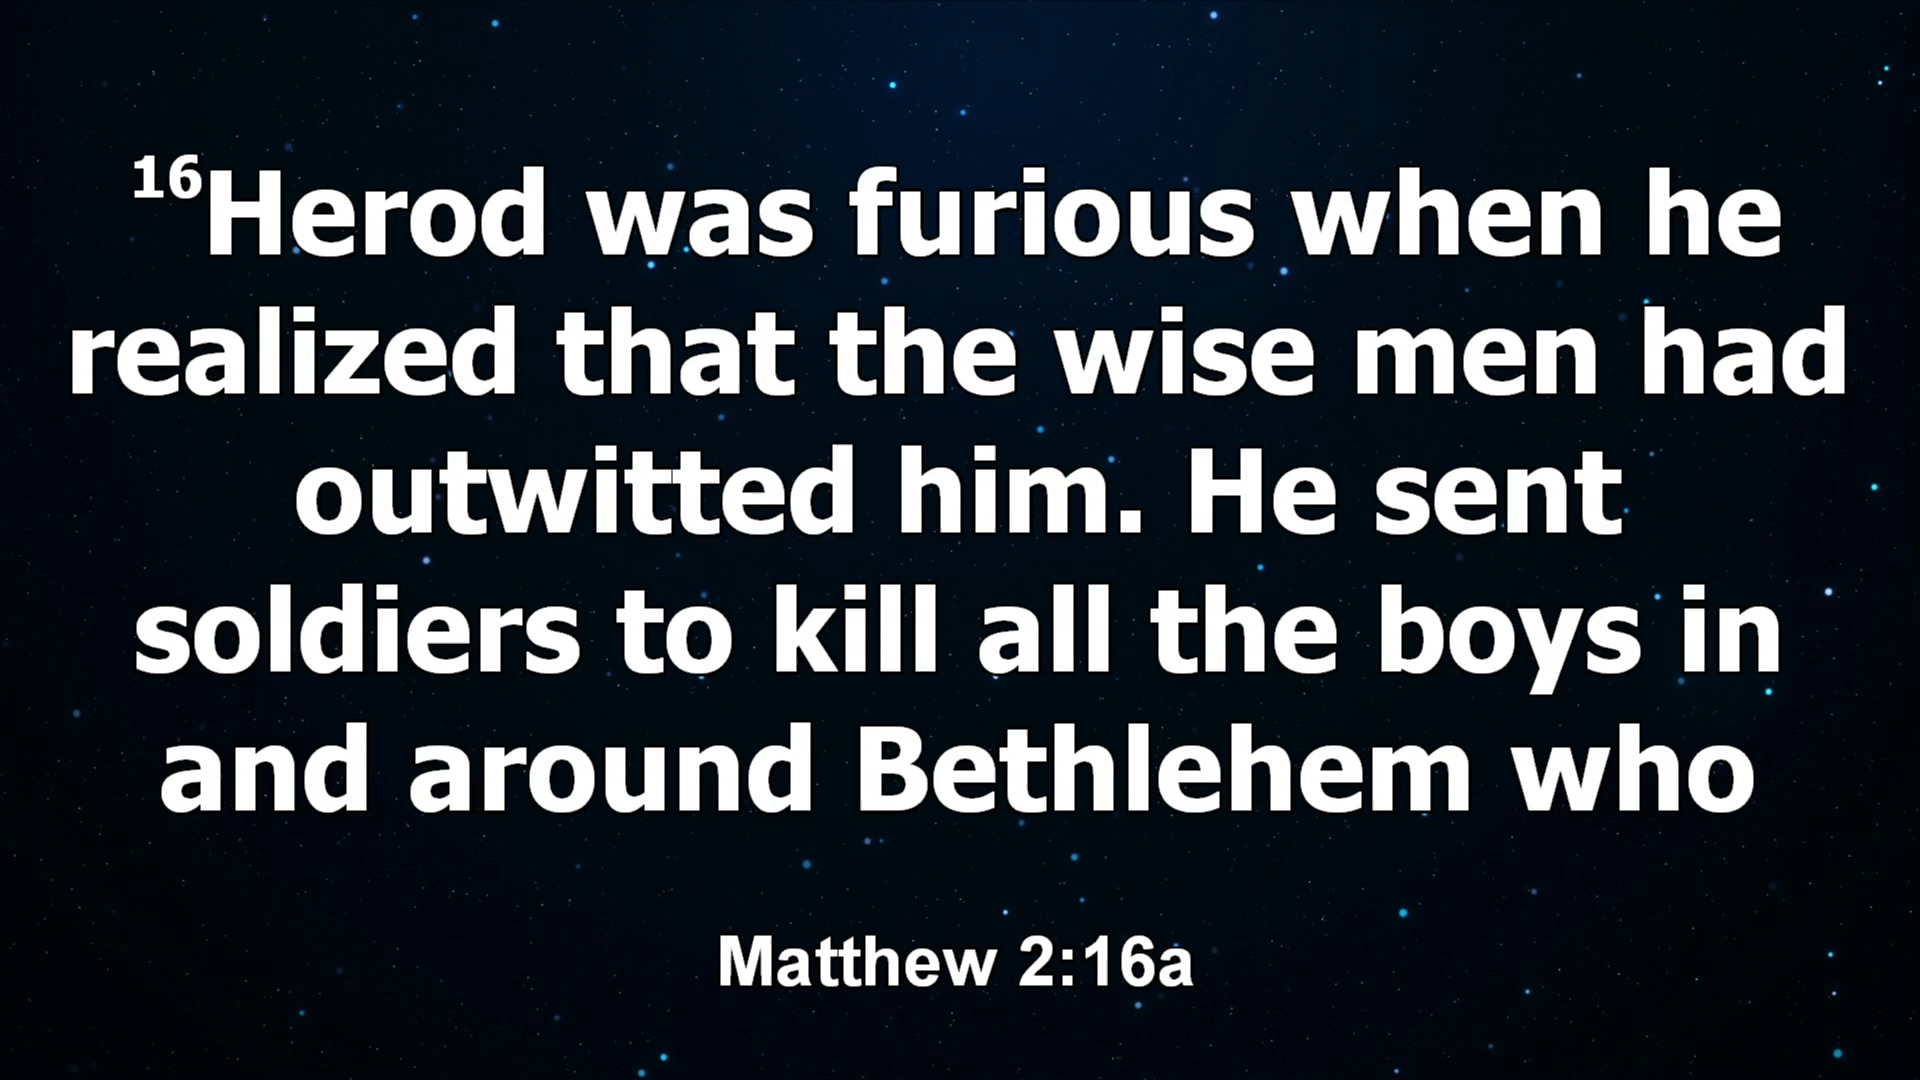 16Herod was furious when he
realized that the wise men had
outwitted him. He sent
soldiers to kill all the boys in
and around Bethlehem who
Matthew 2:16a